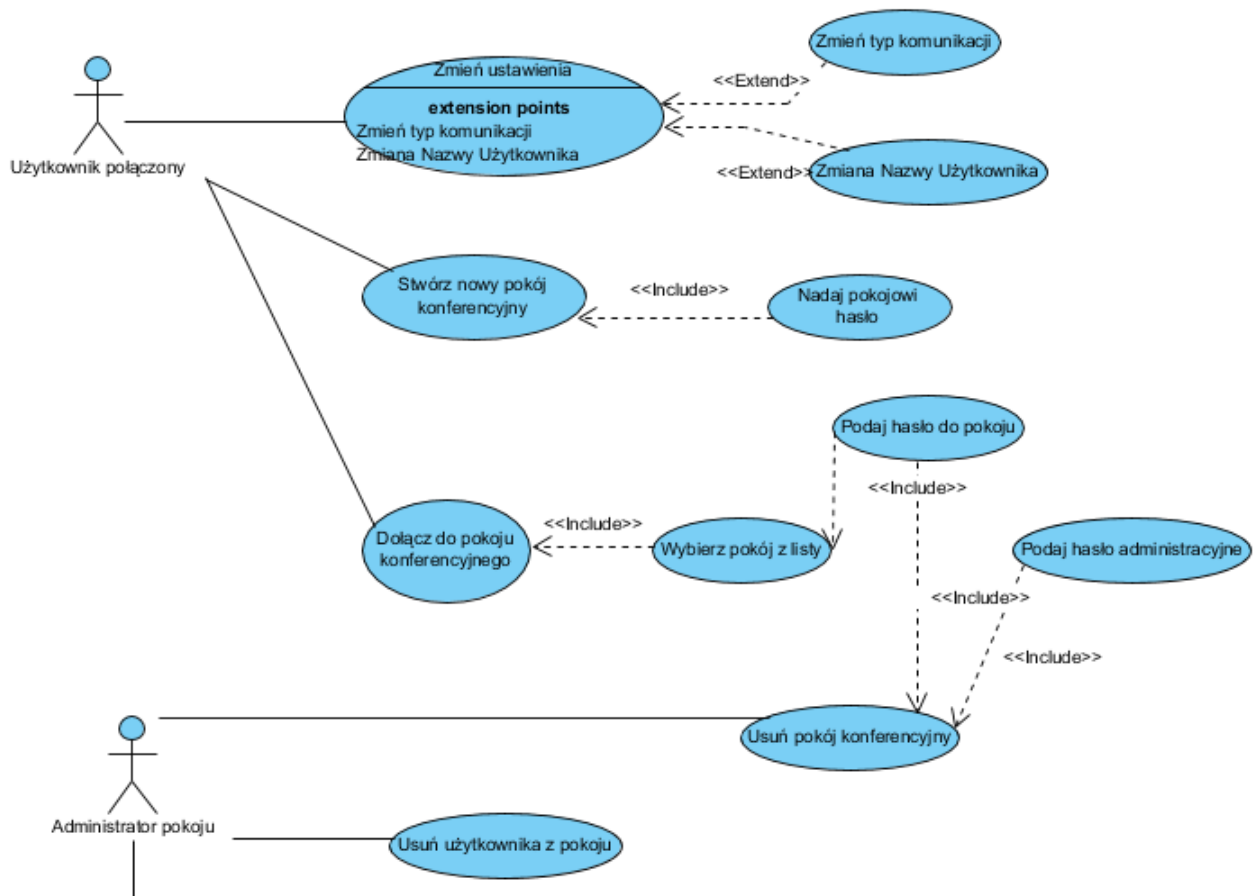 Zmień typ komunikacji
Zmień ustawienia
<<Extend>>
extension points
Zmień typ komunikacji
Zmiana Nazwy Użytkownika
Użytkownik połączony
<<Extend>>
Zmiana Nazwy Użytkownika
Stwórz nowy pokój
konferencyjny
<<Include>>
Nadaj pokojowi
hasło
Podaj hasło do pokoju
<<Include>>
Dołącz do pokoju
konferencyjnego
<<Include>>
Wybierz pokój z listy
Podaj hasło administracyjne
<<Include>>
<<Include>>
Usuń pokój konferencyjny
Administrator pokoju
Usuń użytkownika z pokoju